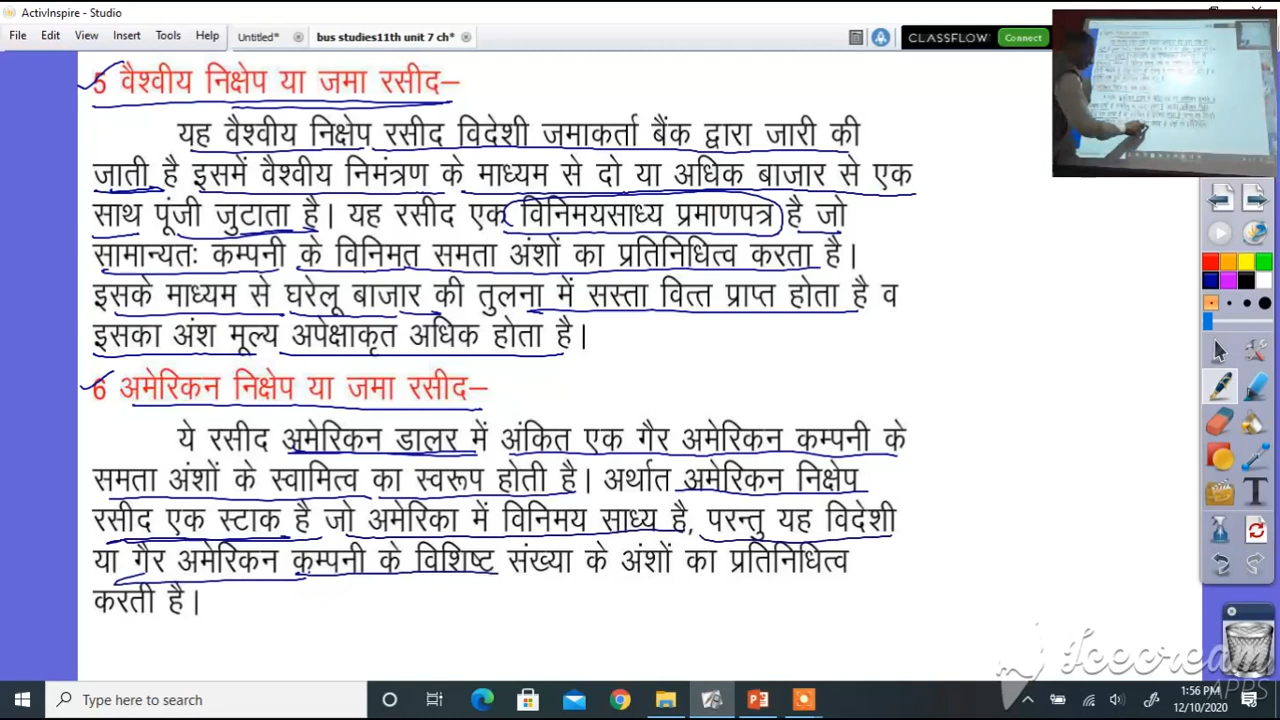 ActivInspire - Studio
File Edit View Insert Tools Help Untitled* bus studies11th unit 7 ch* CLASSFLOW Connect
5 वैश्वीय निक्षेप या जमा रसीद–
यह वैश्वीय निक्षेप रसीद विदेशी जमाकर्ता बैंक द्वारा जारी की
जाती है इसमें वैश्वीय निमंत्रण के माध्यम से दो या अधिक बाजार से एक
साथ पूंजी जुटाता है। यह रसीद एक विनिमयसाध्य प्रमाणपत्र है जो
सामान्यतः कम्पनी के विनिमत समता अंशों का प्रतिनिधित्व करता है।
इसके माध्यम से घरेलू बाजार की तुलना में सस्ता वित्त प्राप्त होता है व
इसका अंश मूल्य अपेक्षाकृत अधिक होता है।
6 अमेरिकन निक्षेप या जमा रसीद–
ये रसीद अमेरिकन डालर में अंकित एक गैर अमेरिकन कम्पनी के
समता अंशों के स्वामित्व का स्वरूप होती है। अर्थात अमेरिकन निक्षेप
रसीद एक स्टाक है जो अमेरिका में विनिमय साध्य है, परन्तु यह विदेशी
या गैर अमेरिकन कम्पनी के विशिष्ट संख्या के अंशों का प्रतिनिधित्व
करती है।
Icecream
APPS
Type here to search
1:56 PM
12/10/2020